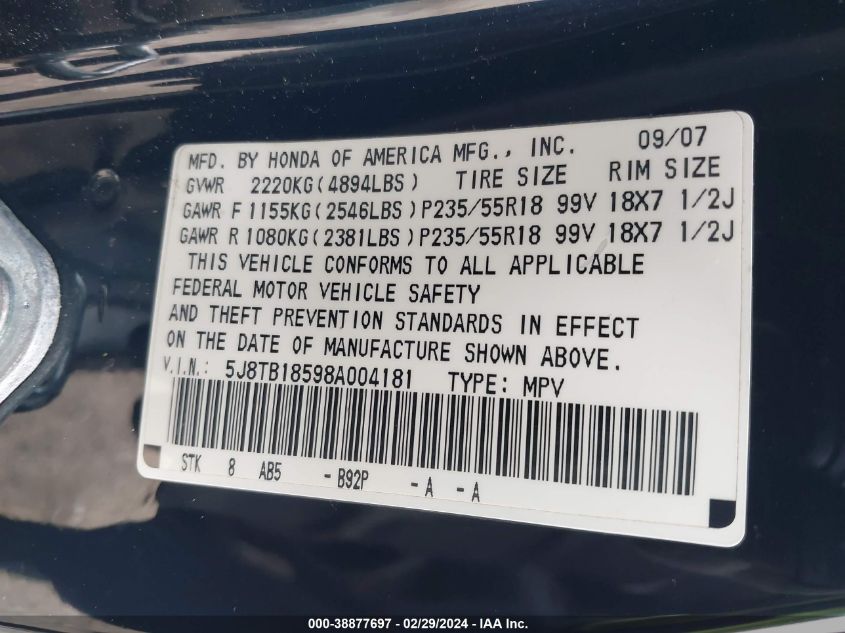 MFD. BY HONDA OF AMERICA MFG., INC. 09/07
GVWR 2220KG(4894LBS) TIRE SIZE RIM SIZE
GAWR F 1155KG(2546LBS)P235/55R18 99V 18X7 1/2J
GAWR R 1080KG(2381LBS)P235/55R18 99V 18X7 1/2J
THIS VEHICLE CONFORMS TO ALL APPLICABLE
FEDERAL MOTOR VEHICLE SAFETY
AND THEFT PREVENTION STANDARDS IN EFFECT
ON THE DATE OF MANUFACTURE SHOWN ABOVE.
V.I.N.: 5J8TB18598A004181 TYPE: MPV
STK 8 AB5 - B92P - A - A
000-38877697 - 02/29/2024 - IAA Inc.